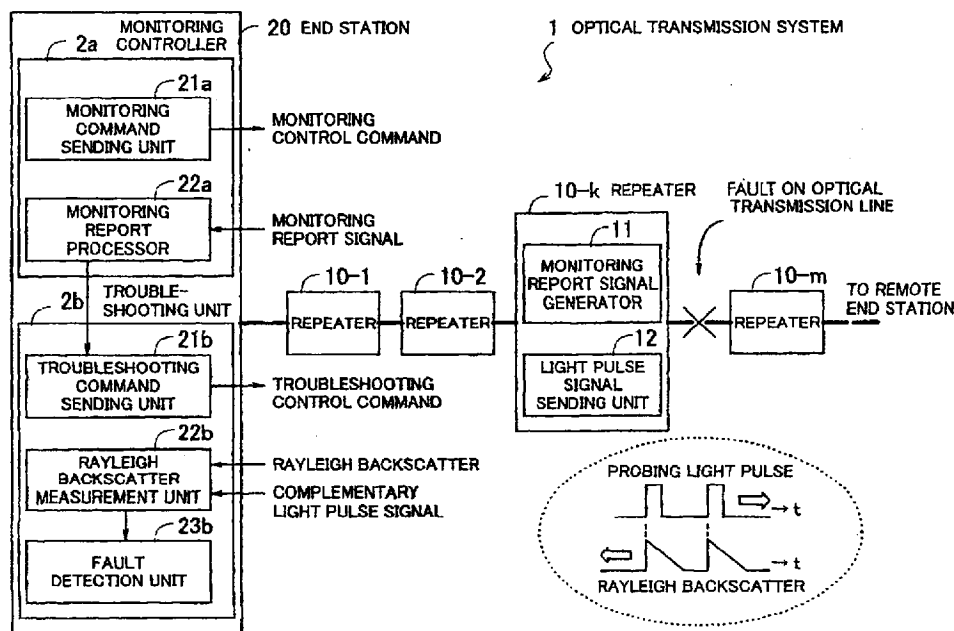 MONITORING
CONTROLLER
20 END STATION
1 OPTICAL TRANSMISSION SYSTEM
2a
21a
MONITORING
COMMAND
SENDING UNIT
MONITORING
CONTROL COMMAND
22a
MONITORING
REPORT
PROCESSOR
MONITORING
REPORT SIGNAL
10-k REPEATER
11
MONITORING
REPORT SIGNAL
GENERATOR
12
LIGHT PULSE
SIGNAL
SENDING UNIT
FAULT ON OPTICAL
TRANSMISSION LINE
10-1
REPEATER
10-2
REPEATER
10-m
REPEATER
TO REMOTE
END STATION
TROUBLE-
SHOOTING UNIT
2b
21b
TROUBLESHOOTING
COMMAND
SENDING UNIT
TROUBLESHOOTING
CONTROL COMMAND
22b
RAYLEIGH
BACKSCATTER
MEASUREMENT UNIT
RAYLEIGH BACKSCATTER
COMPLEMENTARY
LIGHT PULSE SIGNAL
23b
FAULT
DETECTION UNIT
PROBING LIGHT PULSE
→ t
→ t
RAYLEIGH BACKSCATTER